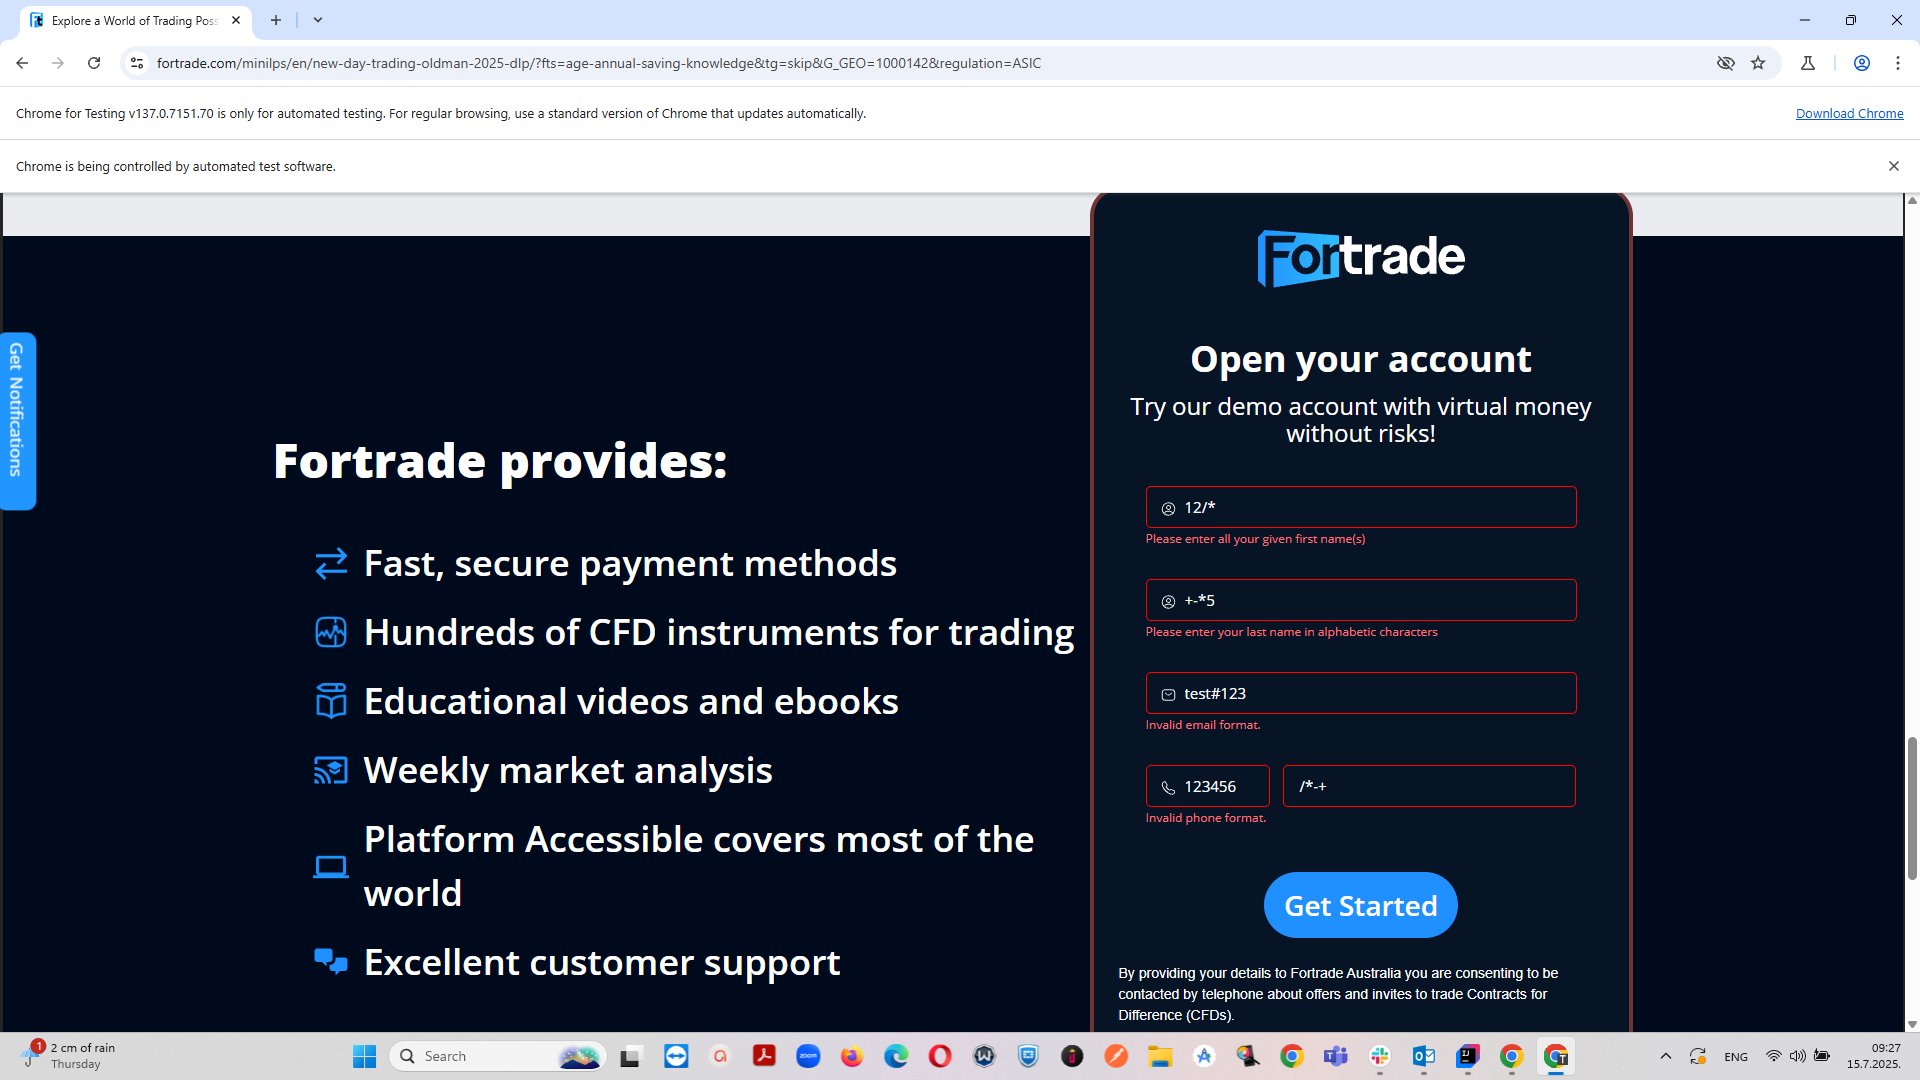 Explore a World of Trading Poss
fortrade.com/minilps/en/new-day-trading-oldman-2025-dlp/?fts=age-annual-saving-knowledge&tg=skip&G_GEO=1000142&regulation=ASIC
Chrome for Testing v137.0.7151.70 is only for automated testing. For regular browsing, use a standard version of Chrome that updates automatically.
Download Chrome
Chrome is being controlled by automated test software.
Get Notifications
Fortrade provides:
Fast, secure payment methods
Hundreds of CFD instruments for trading
Educational videos and ebooks
Weekly market analysis
Platform Accessible covers most of the
world
Excellent customer support
Fortrade
Open your account
Try our demo account with virtual money
without risks!
12/*
Please enter all your given first name(s)
+-*5
Please enter your last name in alphabetic characters
test#123
Invalid email format.
123456
/*-+
Invalid phone format.
Get Started
By providing your details to Fortrade Australia you are consenting to be
contacted by telephone about offers and invites to trade Contracts for
Difference (CFDs).
1
2 cm of rain
Thursday
Search
zoom
ENG
09:27
15.7.2025.